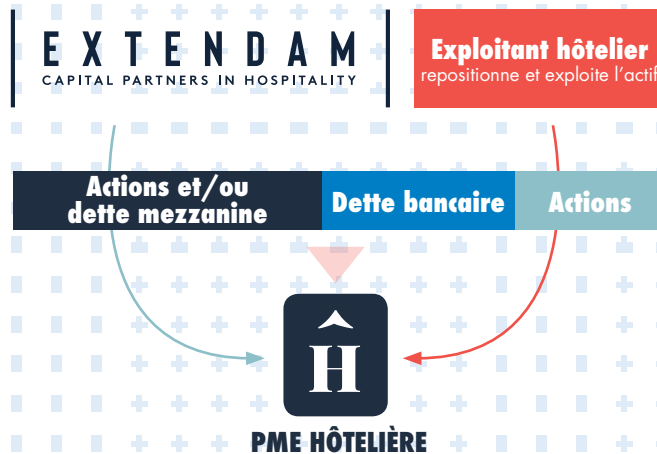 EXTENDAM
CAPITAL PARTNERS IN HOSPITALITY
Exploitant hôtelier
repositionne et exploite l'actif
Actions et/ou
dette mezzanine
Dette bancaire
Actions
Ĥ
PME HÔTELIÈRE